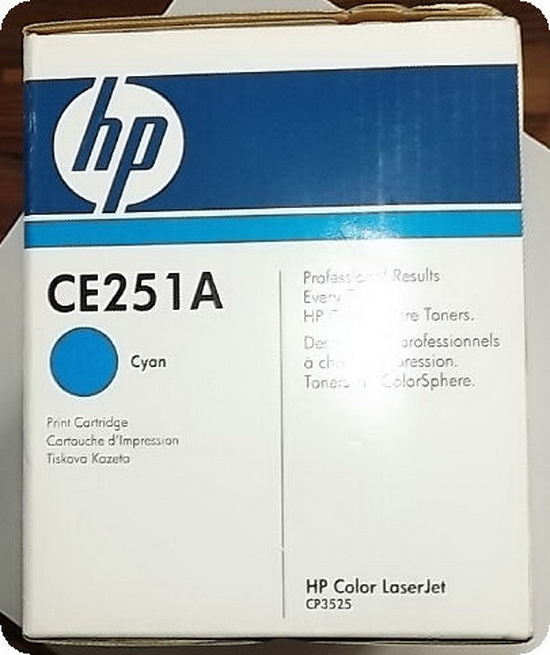 hp
CE251A
Cyan
Print Cartridge
Cartouche d'Impression
Tiskova Kazeta
Professional Results
Every
HP Toners.
professionnels
à
Toners ColorSphere.
HP Color LaserJet
CP3525